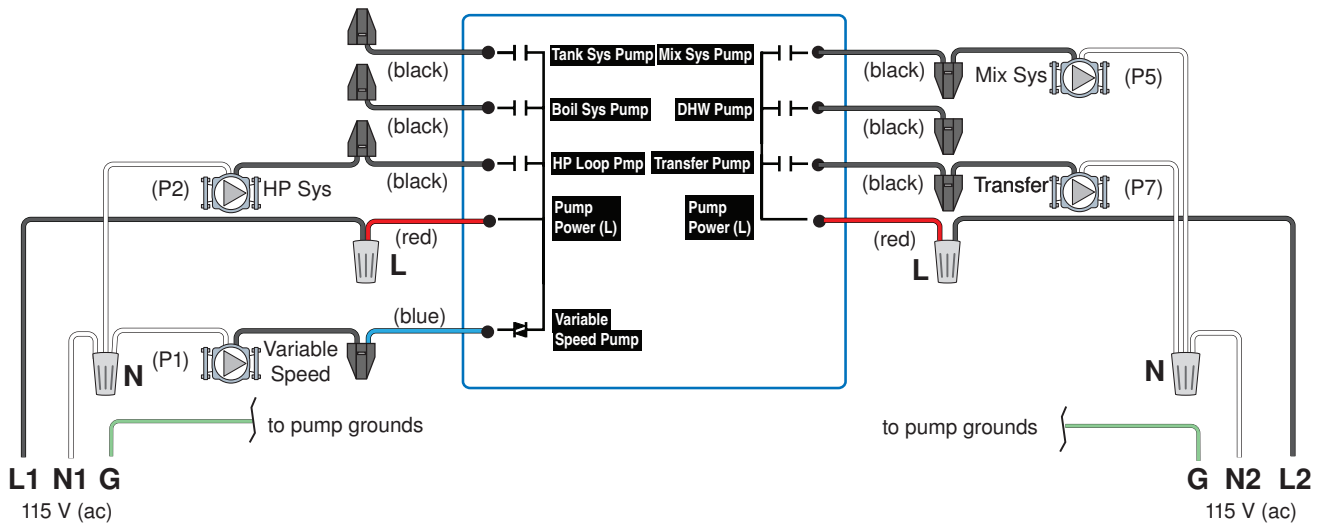 (black)
Tank Sys Pump
Mix Sys Pump
(black)
Mix Sys
(P5)
(black)
Boil Sys Pump
DHW Pump
(black)
(P2)
HP Sys
(black)
HP Loop Pmp
Transfer Pump
(black)
Transfer
(P7)
(red)
L
Pump
Power (L)
Pump
Power (L)
(red)
L
(P1)
Variable
Speed
(blue)
Variable
Speed Pump
N
N
to pump grounds
to pump grounds
L1 N1 G
115 V (ac)
G N2 L2
115 V (ac)